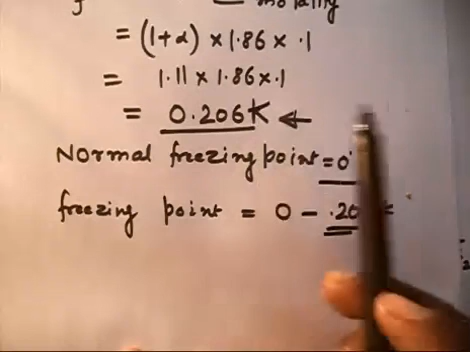 molality
= (1+α) × 1.86 × .1
= 1.11 × 1.86 × .1
= 0.206K ←
Normal freezing point = 0°
freezing point = 0 - .20